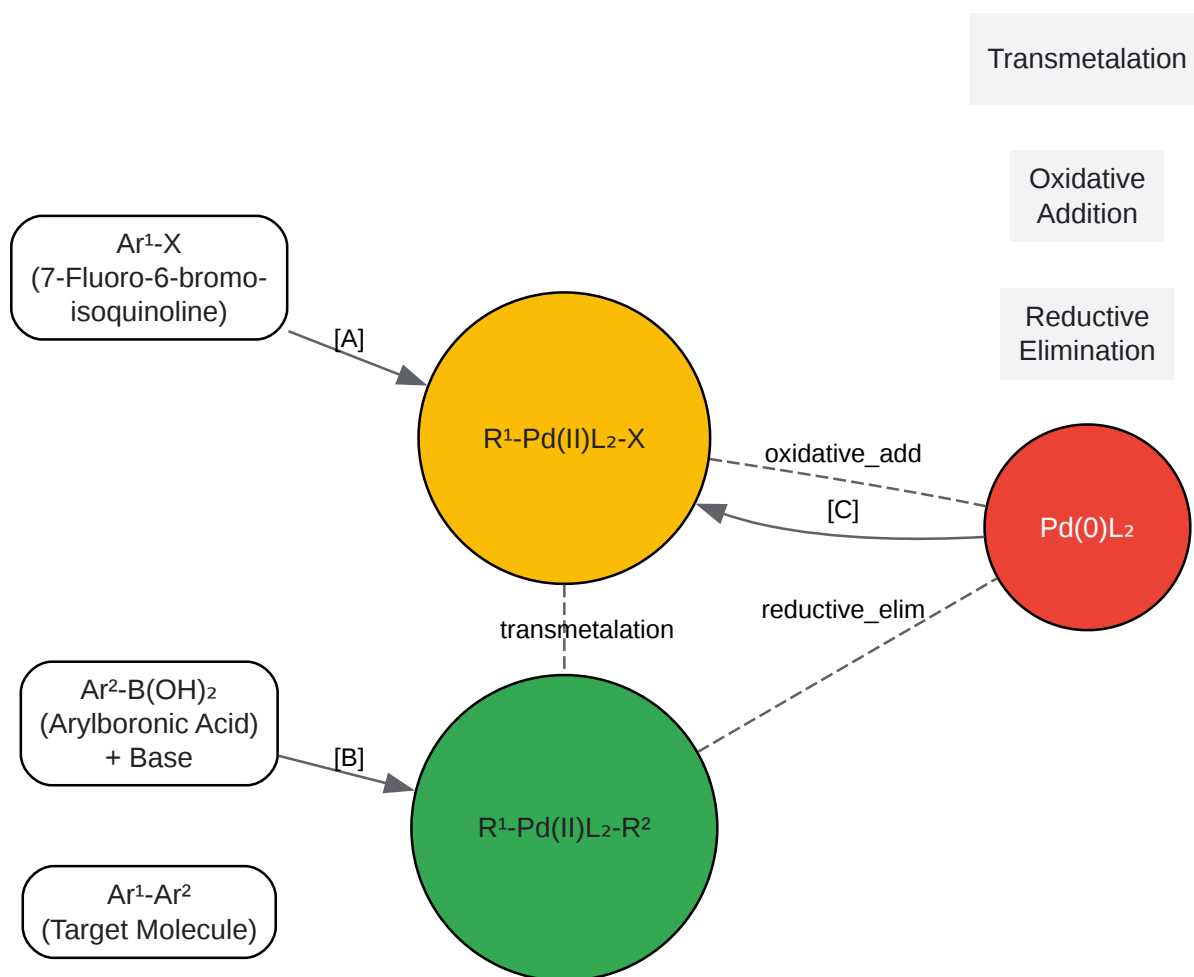 Transmetalation
Oxidative
Addition
Ar¹-X
(7-Fluoro-6-bromo-
isoquinoline)
Reductive
Elimination
[A]
R¹-Pd(II)L₂-X
oxidative_add
[C]
Pd(0)L₂
reductive_elim
transmetalation
Ar²-B(OH)₂
(Arylboronic Acid)
+ Base
[B]
R¹-Pd(II)L₂-R²
Ar¹-Ar²
(Target Molecule)